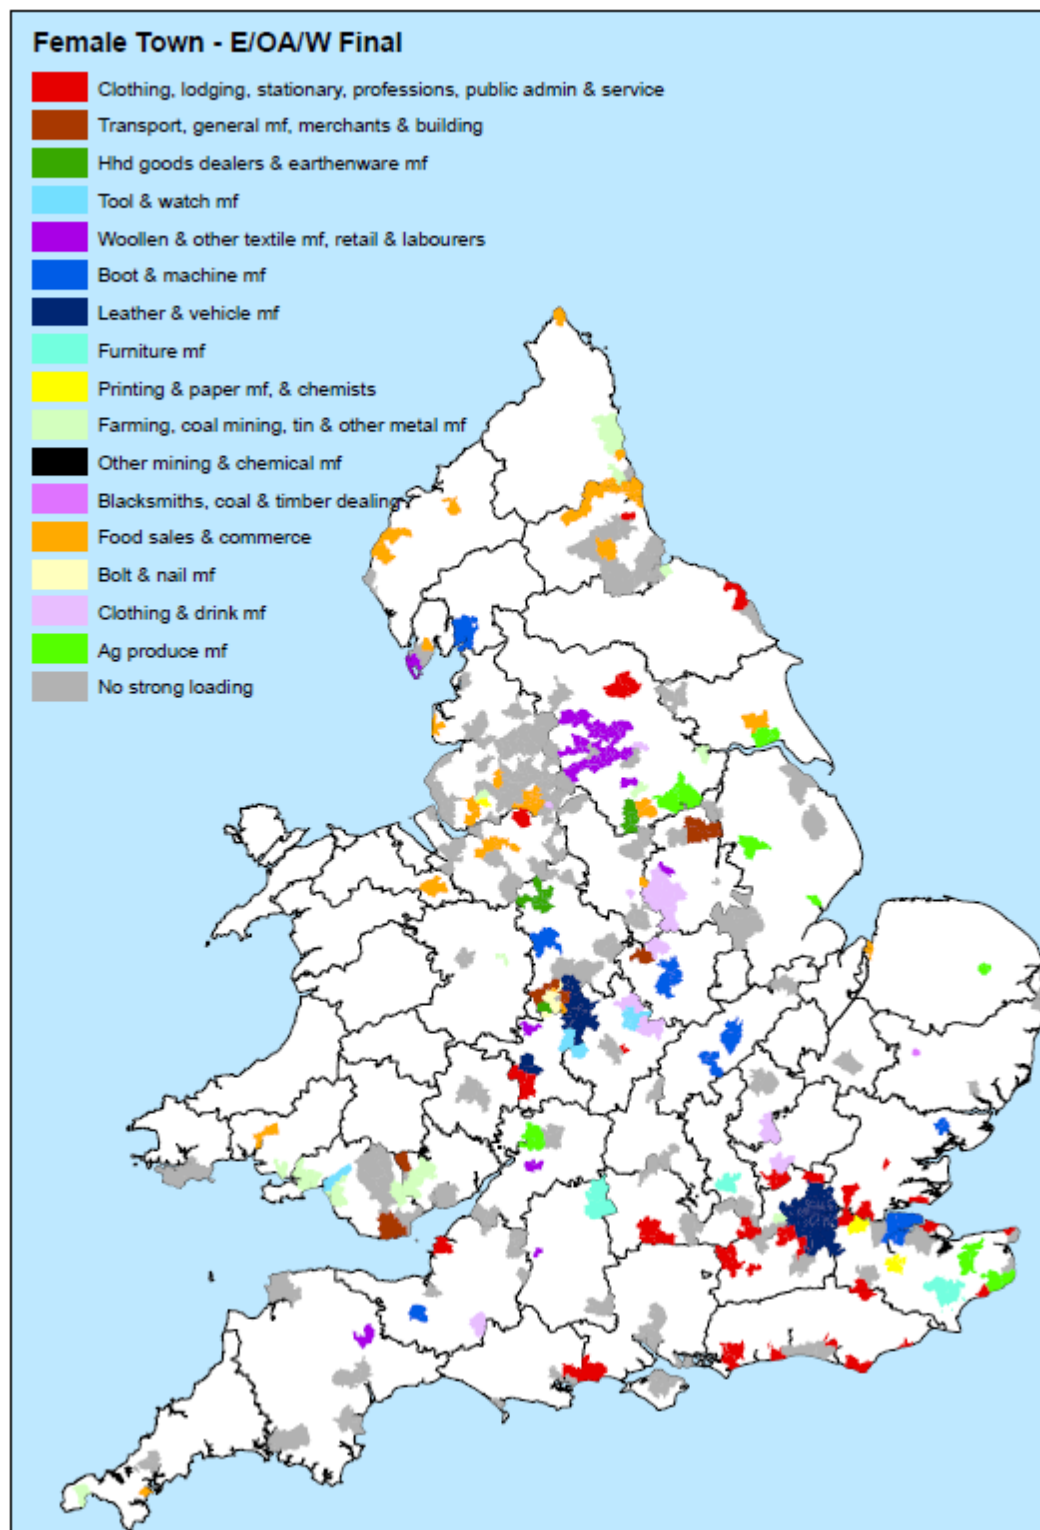 Female Town - E/OA/W Final
Clothing, lodging, stationary, professions, public admin & service
Transport, general mf, merchants & building
Hhd goods dealers & earthenware mf
Tool & watch mf
Woollen & other textile mf, retail & labourers
Boot & machine mf
Leather & vehicle mf
Furniture mf
Printing & paper mf, & chemists
Farming, coal mining, tin & other metal mf
Other mining & chemical mf
Blacksmiths, coal & timber dealing
Food sales & commerce
Bolt & nail mf
Clothing & drink mf
Ag produce mf
No strong loading